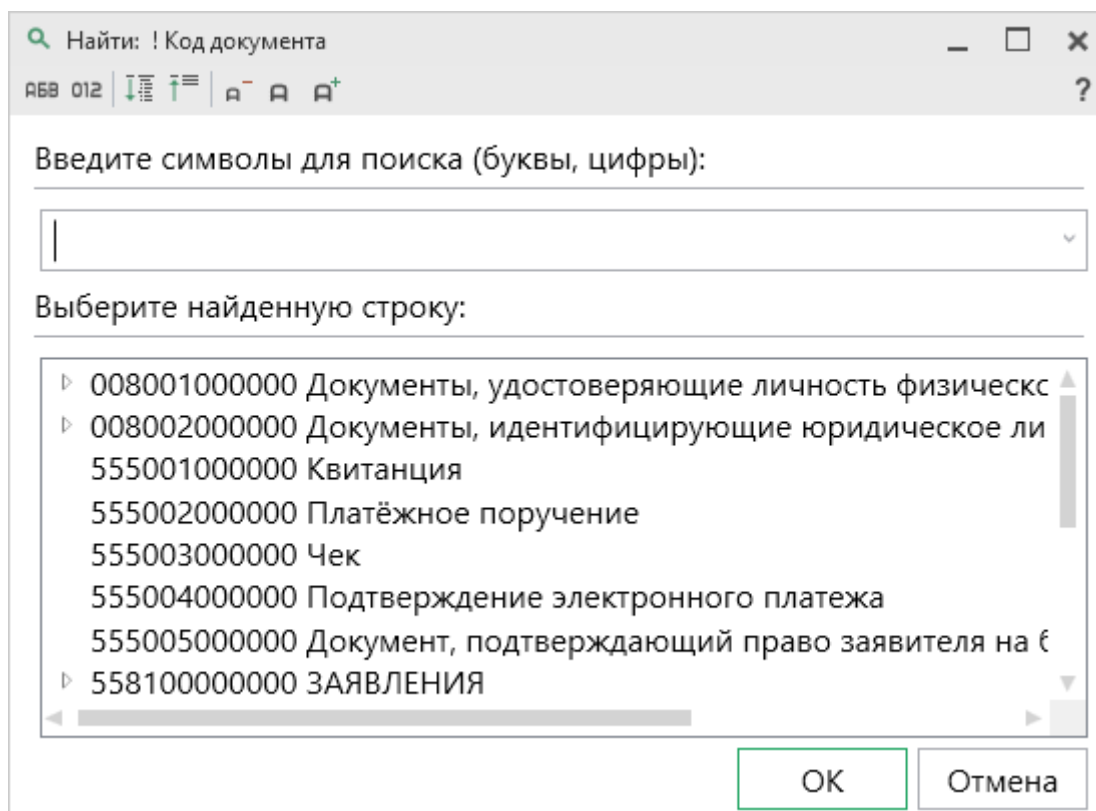 Найти: ! Код документа
АБВ 012 А⁻ А А⁺ ?
Введите символы для поиска (буквы, цифры):
Выберите найденную строку:
008001000000 Документы, удостоверяющие личность физическо
008002000000 Документы, идентифицирующие юридическое ли
555001000000 Квитанция
555002000000 Платёжное поручение
555003000000 Чек
555004000000 Подтверждение электронного платежа
555005000000 Документ, подтверждающий право заявителя на б
558100000000 ЗАЯВЛЕНИЯ
ОК Отмена